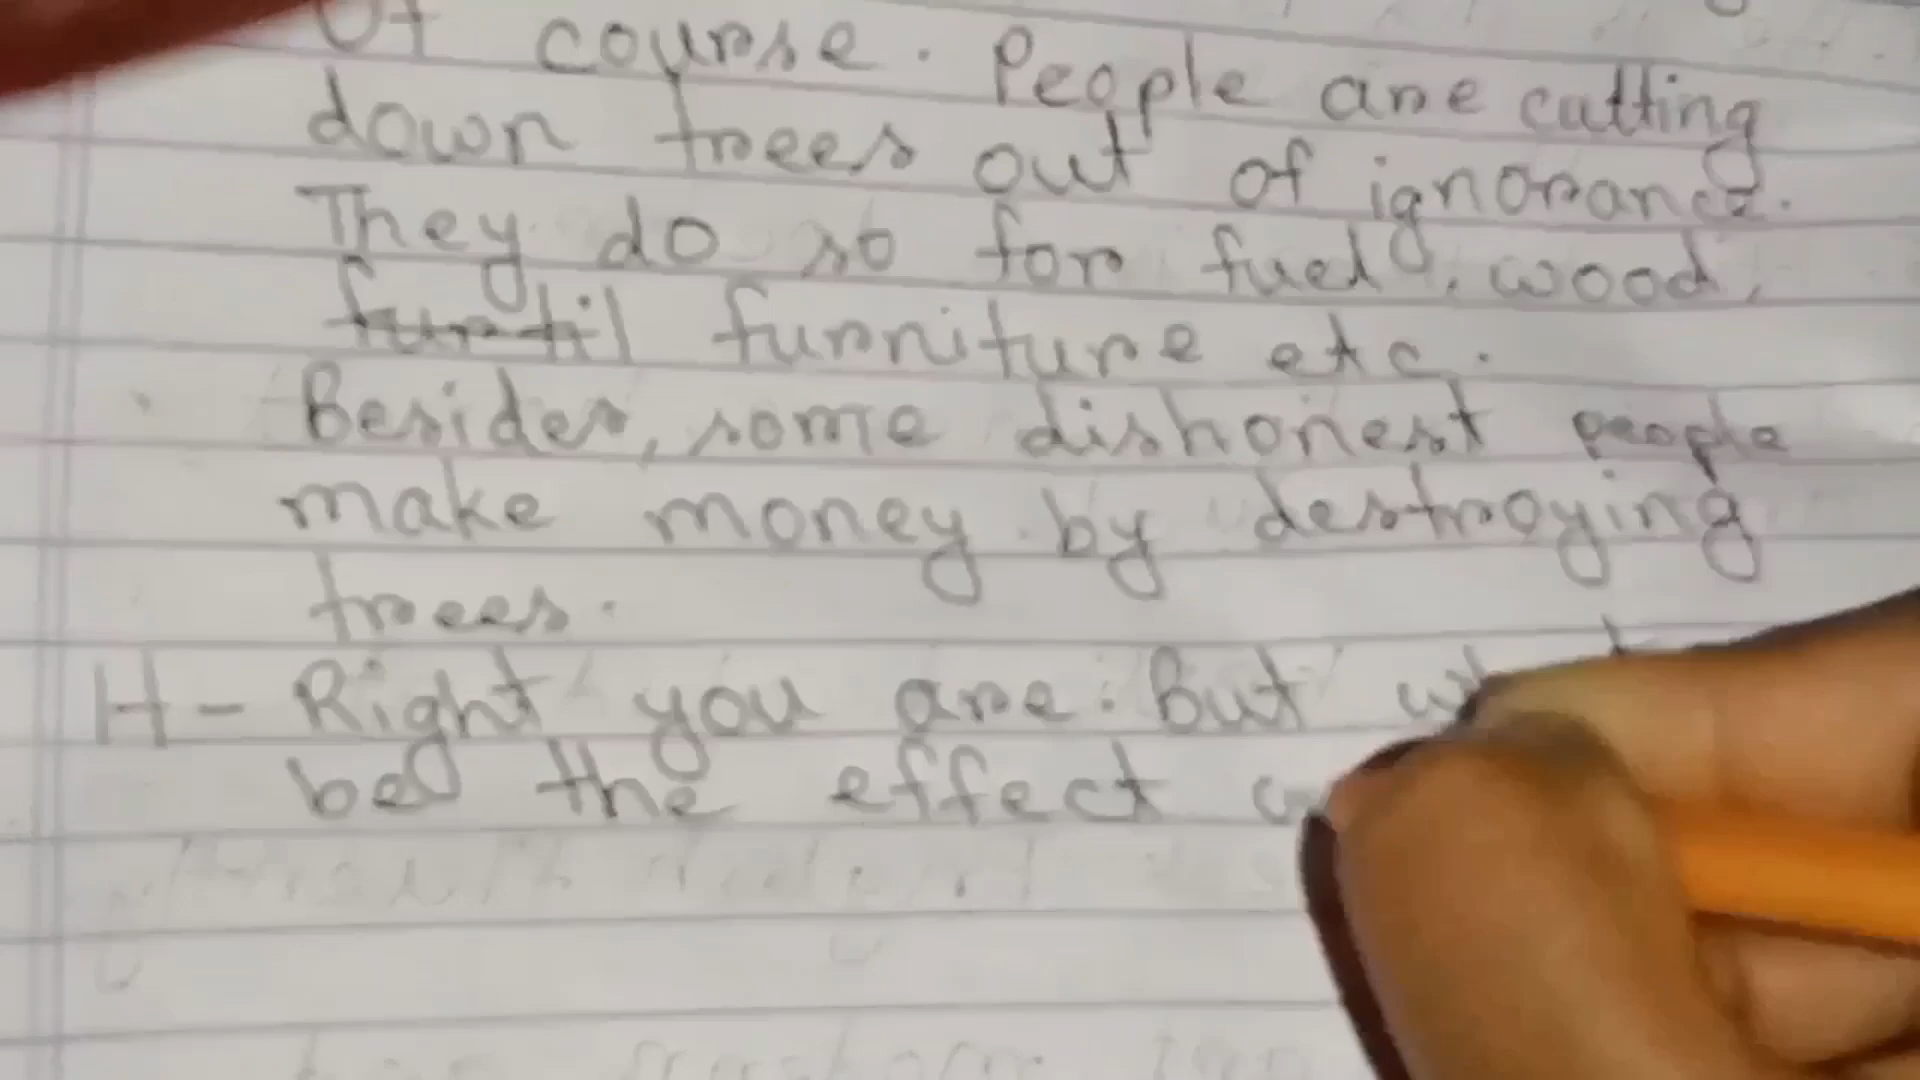 Of course. People are cutting
down trees out of ignorance.
They do so for fuel, wood,
furniture etc.
Besides, some dishonest people
make money by destroying
trees.
H - Right you are. But
be the effect